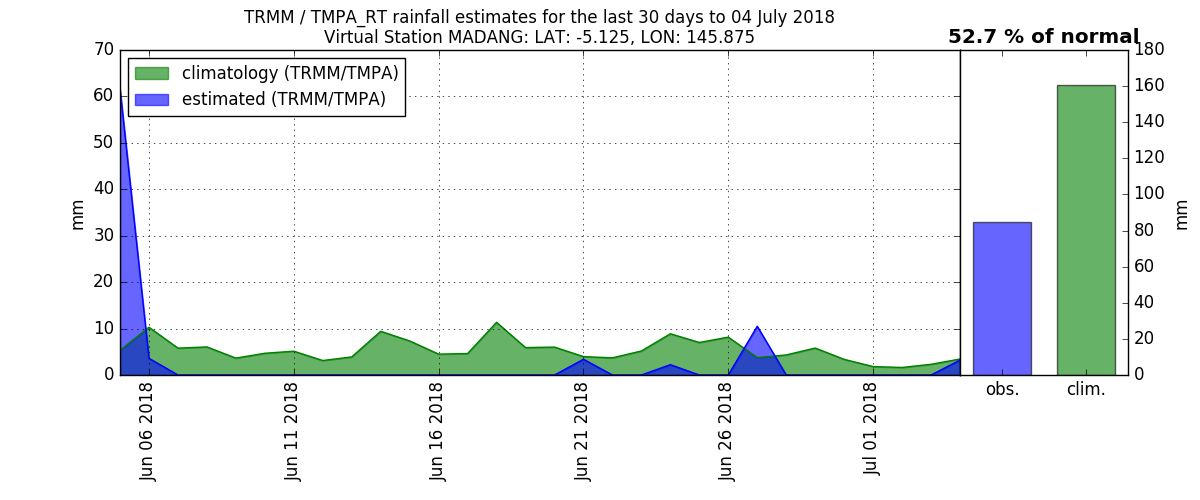 TRMM / TMPA_RT rainfall estimates for the last 30 days to 04 July 2018
Virtual Station MADANG: LAT: -5.125, LON: 145.875
52.7 % of normal
climatology (TRMM/TMPA)
estimated (TRMM/TMPA)
mm
70
60
50
40
30
20
10
0
Jun 06 2018
Jun 11 2018
Jun 16 2018
Jun 21 2018
Jun 26 2018
Jul 01 2018
obs.
clim.
180
160
140
120
100
80
60
40
20
0
mm